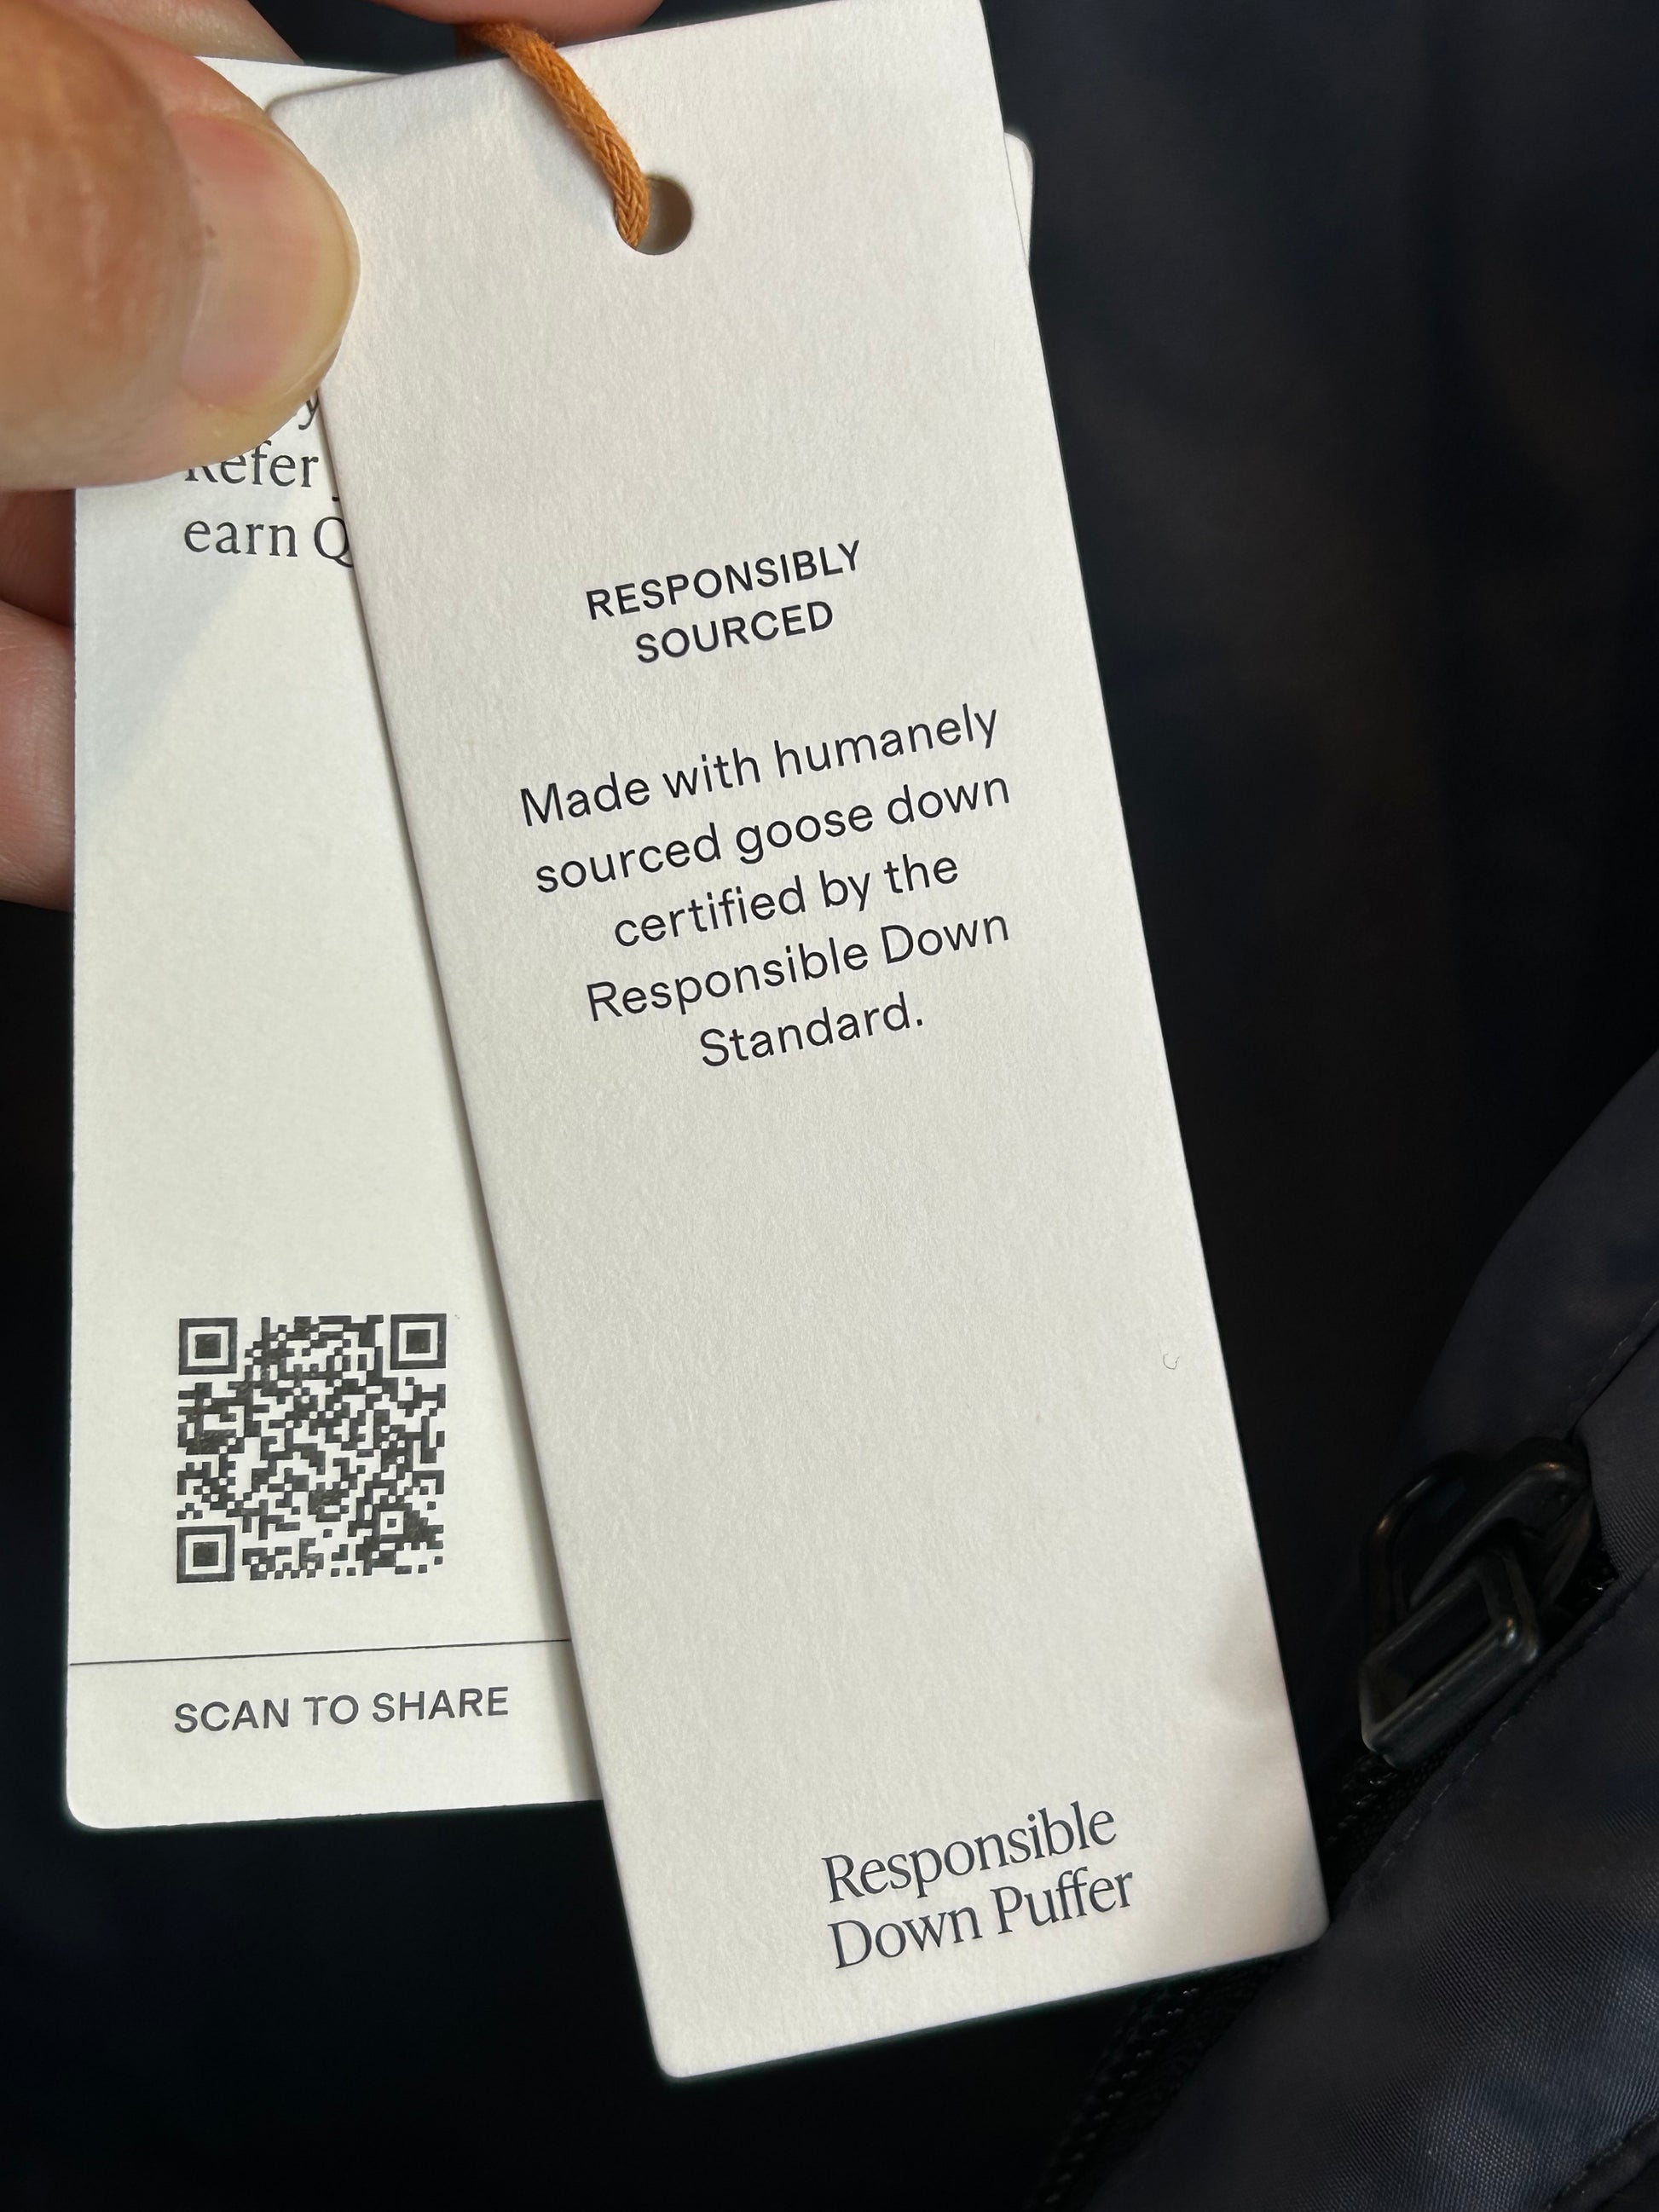 Refer
earn
SCAN TO SHARE
RESPONSIBLY
SOURCED
Made with humanely
sourced goose down
certified by the
Responsible Down
Standard.
Responsible
Down Puffer